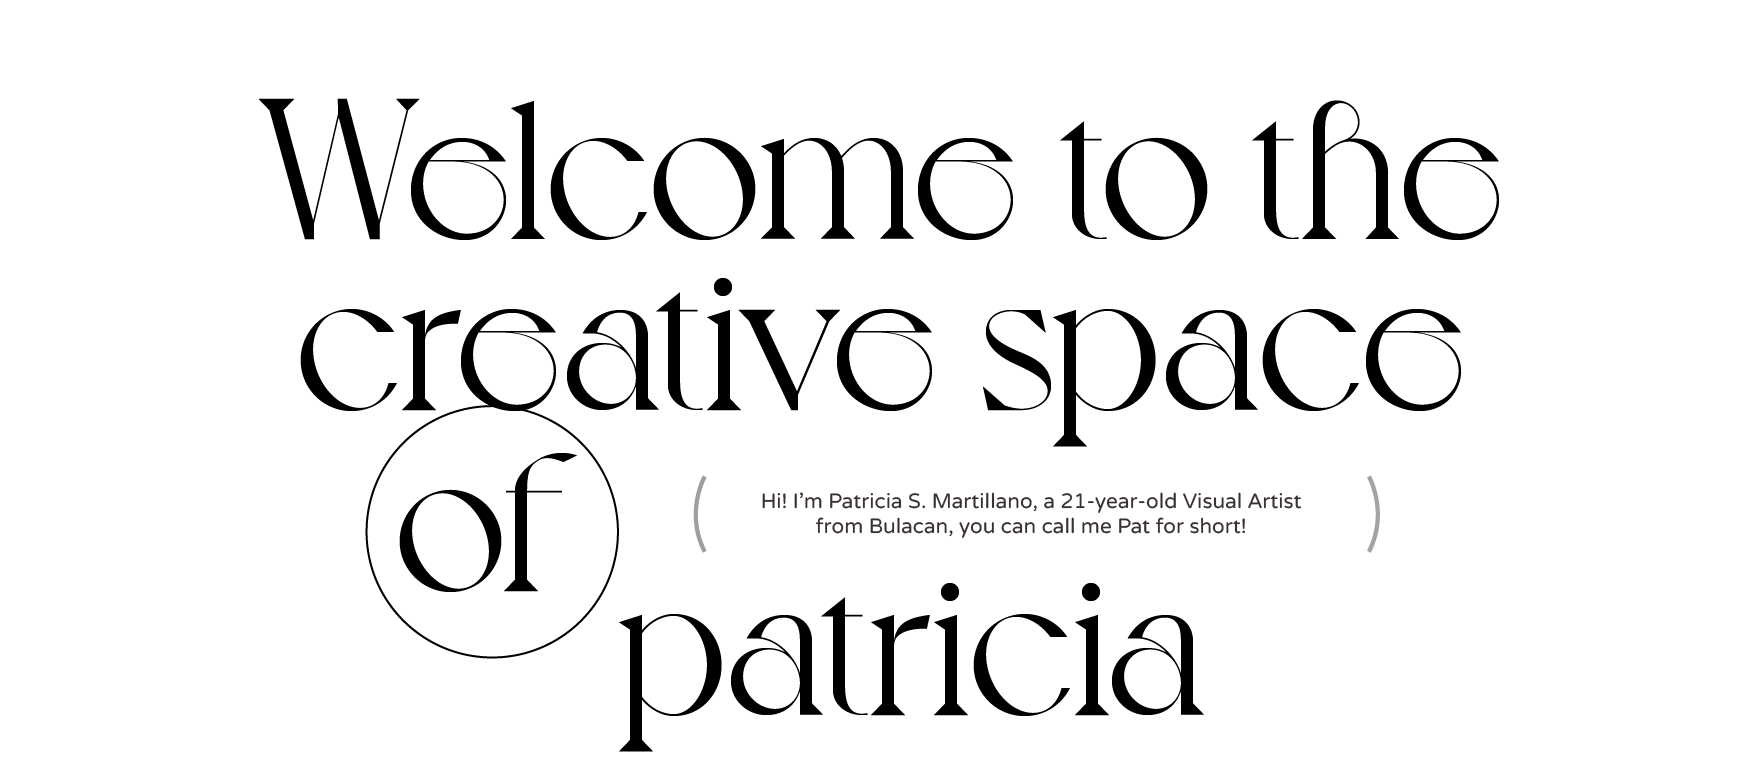 Welcome to the
creative space
of
Hi! I’m Patricia S. Martillano, a 21-year-old Visual Artist
from Bulacan, you can call me Pat for short!
patricia